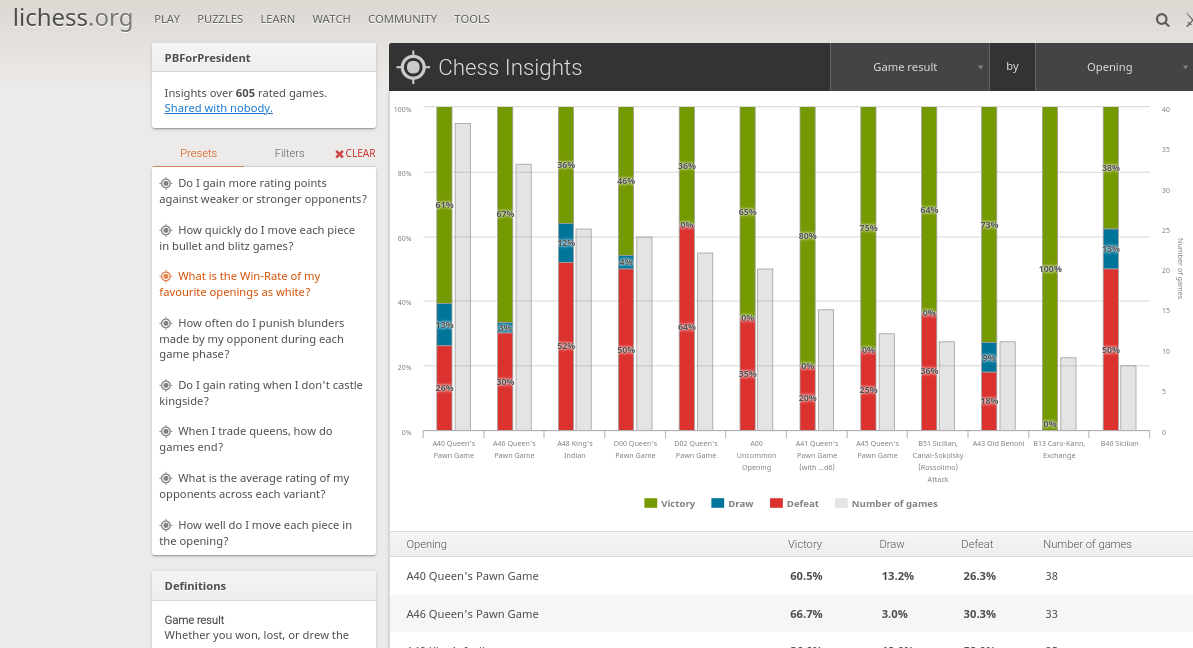 lichess.org
PLAY PUZZLES LEARN WATCH COMMUNITY TOOLS
PBForPresident
Insights over 605 rated games.
Shared with nobody.
Presets Filters CLEAR
Do I gain more rating points
against weaker or stronger opponents?
How quickly do I move each piece
in bullet and blitz games?
What is the Win-Rate of my
favourite openings as white?
How often do I punish blunders
made by my opponent during each
game phase?
Do I gain rating when I don't castle
kingside?
When I trade queens, how do
games end?
What is the average rating of my
opponents across each variant?
How well do I move each piece in
the opening?
Definitions
Game result
Whether you won, lost, or drew the
Chess Insights
Game result by Opening
100%
80%
60%
40%
20%
0%
61% 13% 26%
67% 3% 30%
36% 12% 52%
46% 4% 50%
36% 0% 64%
65% 0% 35%
80% 0% 20%
75% 0% 25%
64% 0% 36%
73% 9% 18%
100% 0%
38% 13% 50%
40
35
30
25
20
15
10
5
0
Number of games
A40 Queen's
Pawn Game
A46 Queen's
Pawn Game
A48 King's
Indian
D00 Queen's
Pawn Game
D02 Queen's
Pawn Game
A00
Uncommon
Opening
A41 Queen's
Pawn Game
(with ...d6)
A45 Queen's
Pawn Game
B51 Sicilian,
Canal-Sokolsky
(Rossolimo)
Attack
A43 Old Benoni
B13 Caro-Kann,
Exchange
B40 Sicilian
Victory Draw Defeat Number of games
Opening Victory Draw Defeat Number of games
A40 Queen's Pawn Game 60.5% 13.2% 26.3% 38
A46 Queen's Pawn Game 66.7% 3.0% 30.3% 33